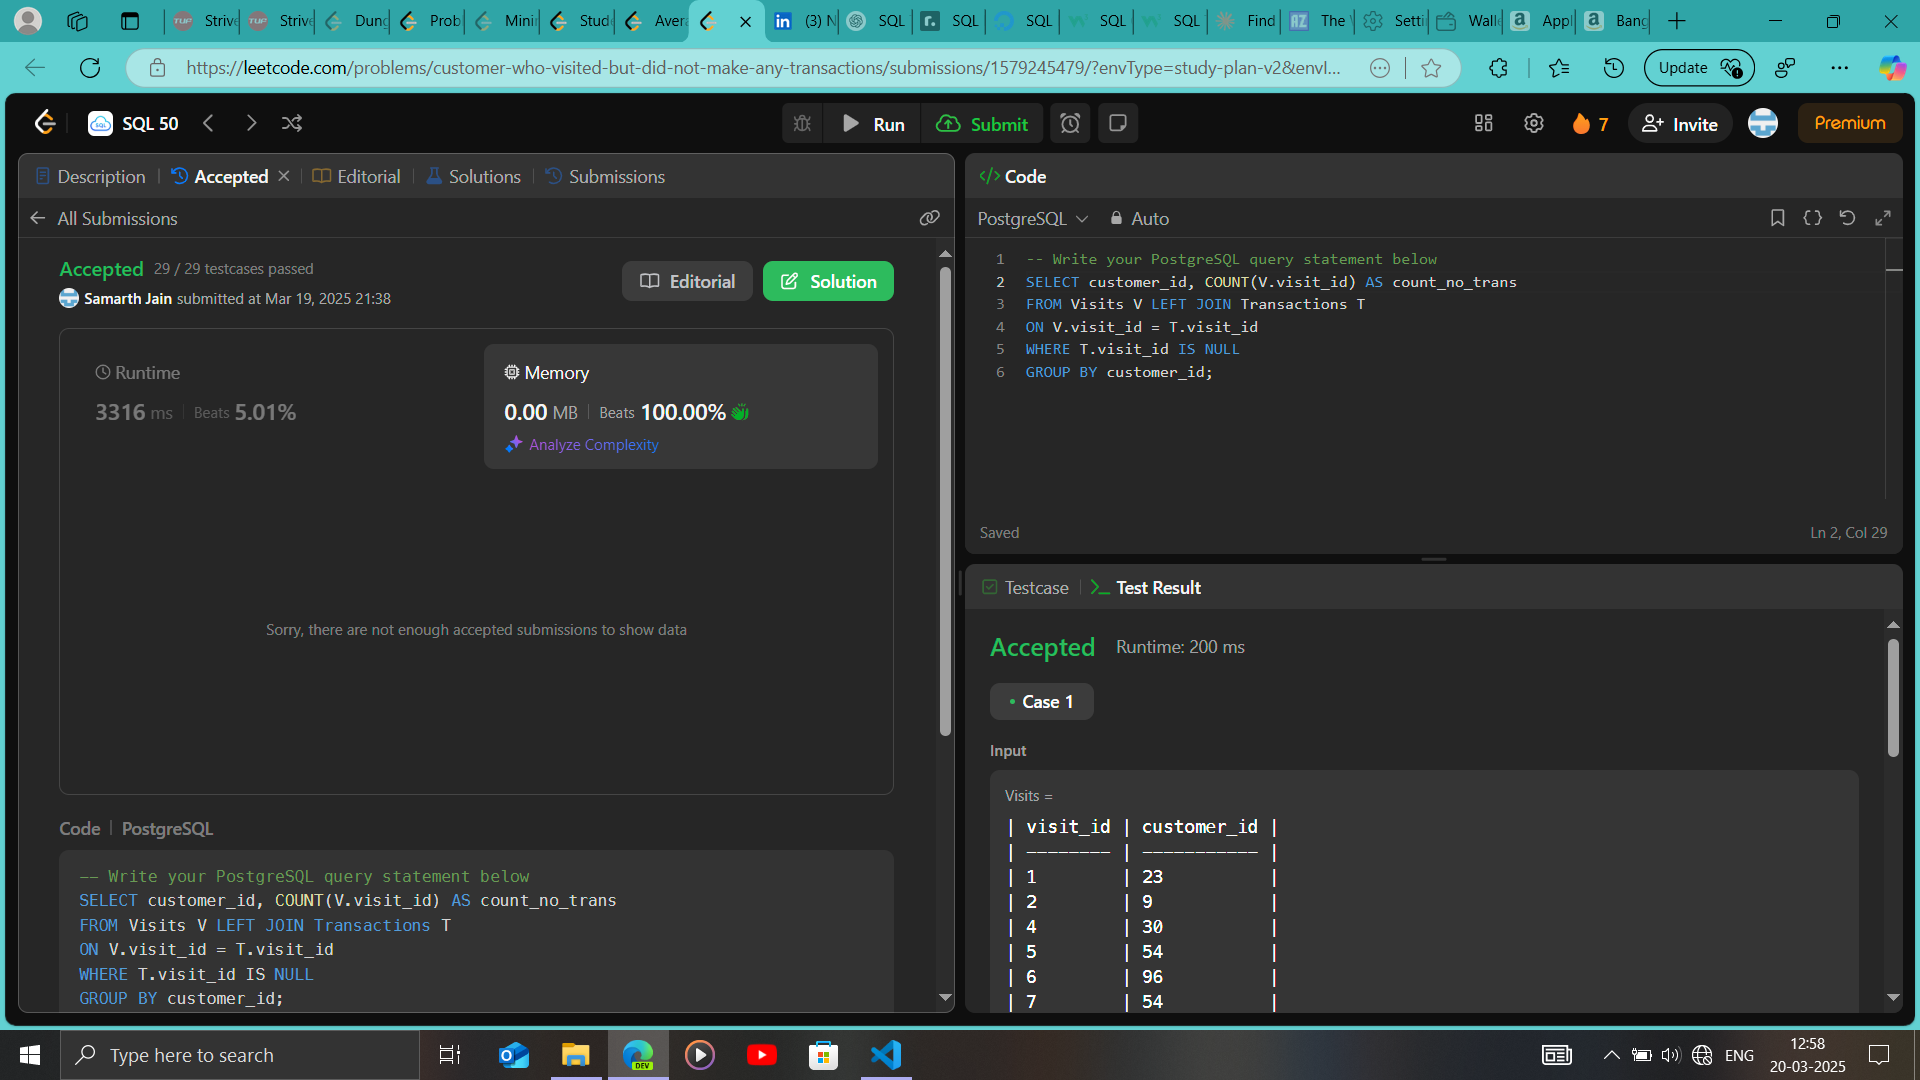 Strive
Strive
Dung
Probl
Minir
Stude
Avera
(3) N
SQL
SQL
SQL
SQL
SQL
Find
The
Setti
Walle
Appl
Bang
https://leetcode.com/problems/customer-who-visited-but-did-not-make-any-transactions/submissions/1579245479/?envType=study-plan-v2&envI...
Update
SQL 50
Run
Submit
7
Invite
Premium
Description
Accepted
Editorial
Solutions
Submissions
All Submissions
Accepted 29 / 29 testcases passed
Samarth Jain submitted at Mar 19, 2025 21:38
Editorial
Solution
Runtime
3316 ms | Beats 5.01%
Memory
0.00 MB | Beats 100.00%
Analyze Complexity
Sorry, there are not enough accepted submissions to show data
Code | PostgreSQL
-- Write your PostgreSQL query statement below
SELECT customer_id, COUNT(V.visit_id) AS count_no_trans
FROM Visits V LEFT JOIN Transactions T
ON V.visit_id = T.visit_id
WHERE T.visit_id IS NULL
GROUP BY customer_id;
</> Code
PostgreSQL
Auto
1 -- Write your PostgreSQL query statement below
2 SELECT customer_id, COUNT(V.visit_id) AS count_no_trans
3 FROM Visits V LEFT JOIN Transactions T
4 ON V.visit_id = T.visit_id
5 WHERE T.visit_id IS NULL
6 GROUP BY customer_id;
Saved
Ln 2, Col 29
Testcase
Test Result
Accepted Runtime: 200 ms
Case 1
Input
Visits =
| visit_id | customer_id |
| -------- | ----------- |
| 1 | 23 |
| 2 | 9 |
| 4 | 30 |
| 5 | 54 |
| 6 | 96 |
| 7 | 54 |
Type here to search
DEV
ENG
12:58
20-03-2025